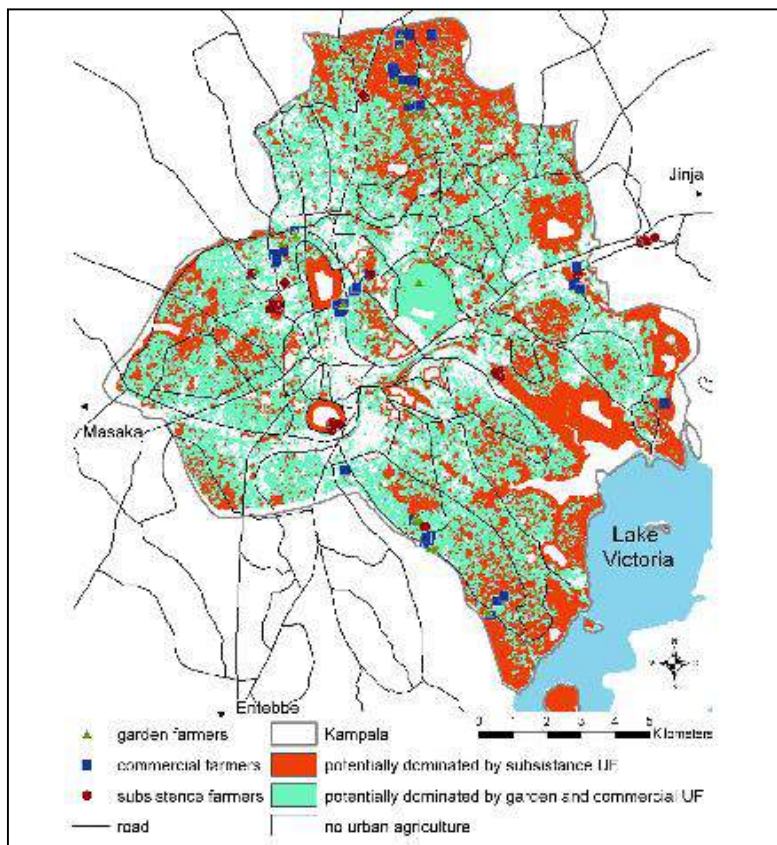 Jinja
Masaka
Lake
Victoria
Entebbe
0 1 2 3 4 5
Kilometers
garden farmers
Kampala
commercial farmers
potentially dominated by subsistance UF
subsistence farmers
potentially dominated by garden and commercial UF
road
no urban agriculture